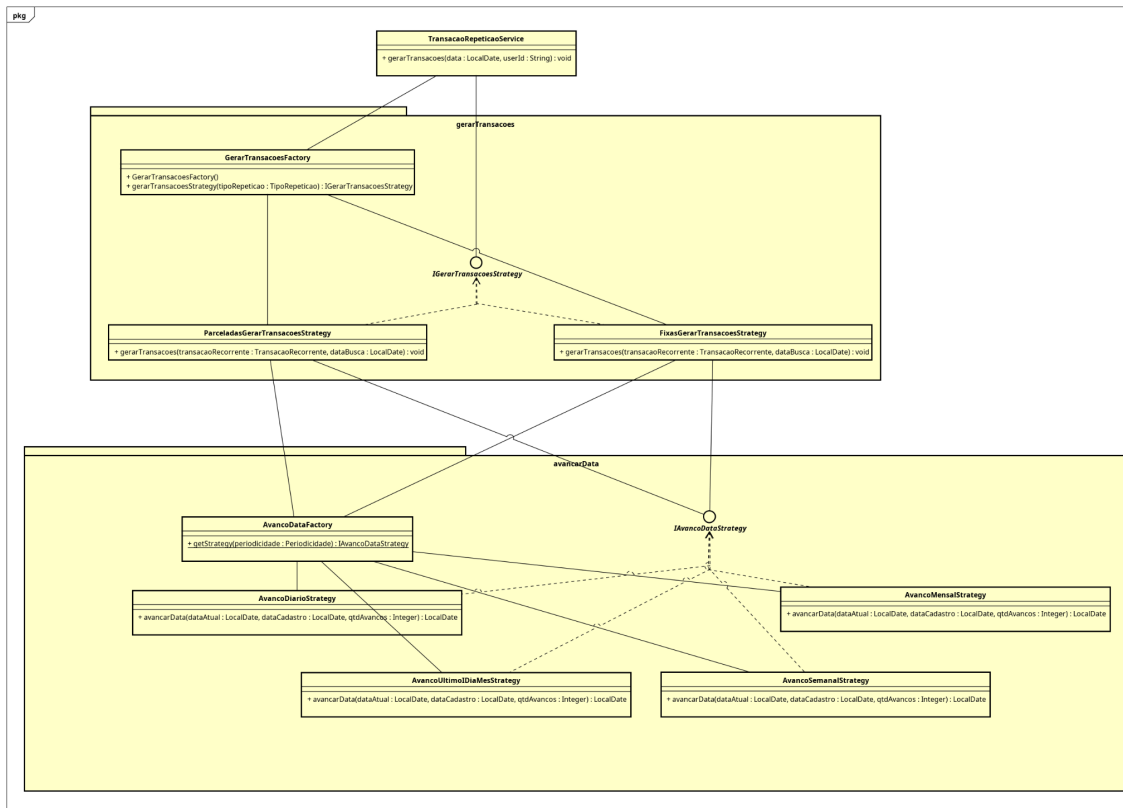 pkg
TransacaoRepeticaoService
+ gerarTransacoes(data : LocalDate, userId : String) : void
gerarTransacoes
GerarTransacoesFactory
+ GerarTransacoesFactory()
+ gerarTransacoesStrategy(tipoRepeticao : TipoRepeticao) : IGerarTransacoesStrategy
IGerarTransacoesStrategy
ParceladasGerarTransacoesStrategy
+ gerarTransacoes(transacaoRecorrente : TransacaoRecorrente, dataBusca : LocalDate) : void
FixasGerarTransacoesStrategy
+ gerarTransacoes(transacaoRecorrente : TransacaoRecorrente, dataBusca : LocalDate) : void
avancarData
AvancoDataFactory
+ getStrategy(periodicidade : Periodicidade) : IAvancoDataStrategy
IAvancoDataStrategy
AvancoDiarioStrategy
+ avancarData(dataAtual : LocalDate, dataCadastro : LocalDate, qtdAvancos : Integer) : LocalDate
AvancoMensalStrategy
+ avancarData(dataAtual : LocalDate, dataCadastro : LocalDate, qtdAvancos : Integer) : LocalDate
AvancoUltimolDiaMesStrategy
+ avancarData(dataAtual : LocalDate, dataCadastro : LocalDate, qtdAvancos : Integer) : LocalDate
AvancoSemanalStrategy
+ avancarData(dataAtual : LocalDate, dataCadastro : LocalDate, qtdAvancos : Integer) : LocalDate